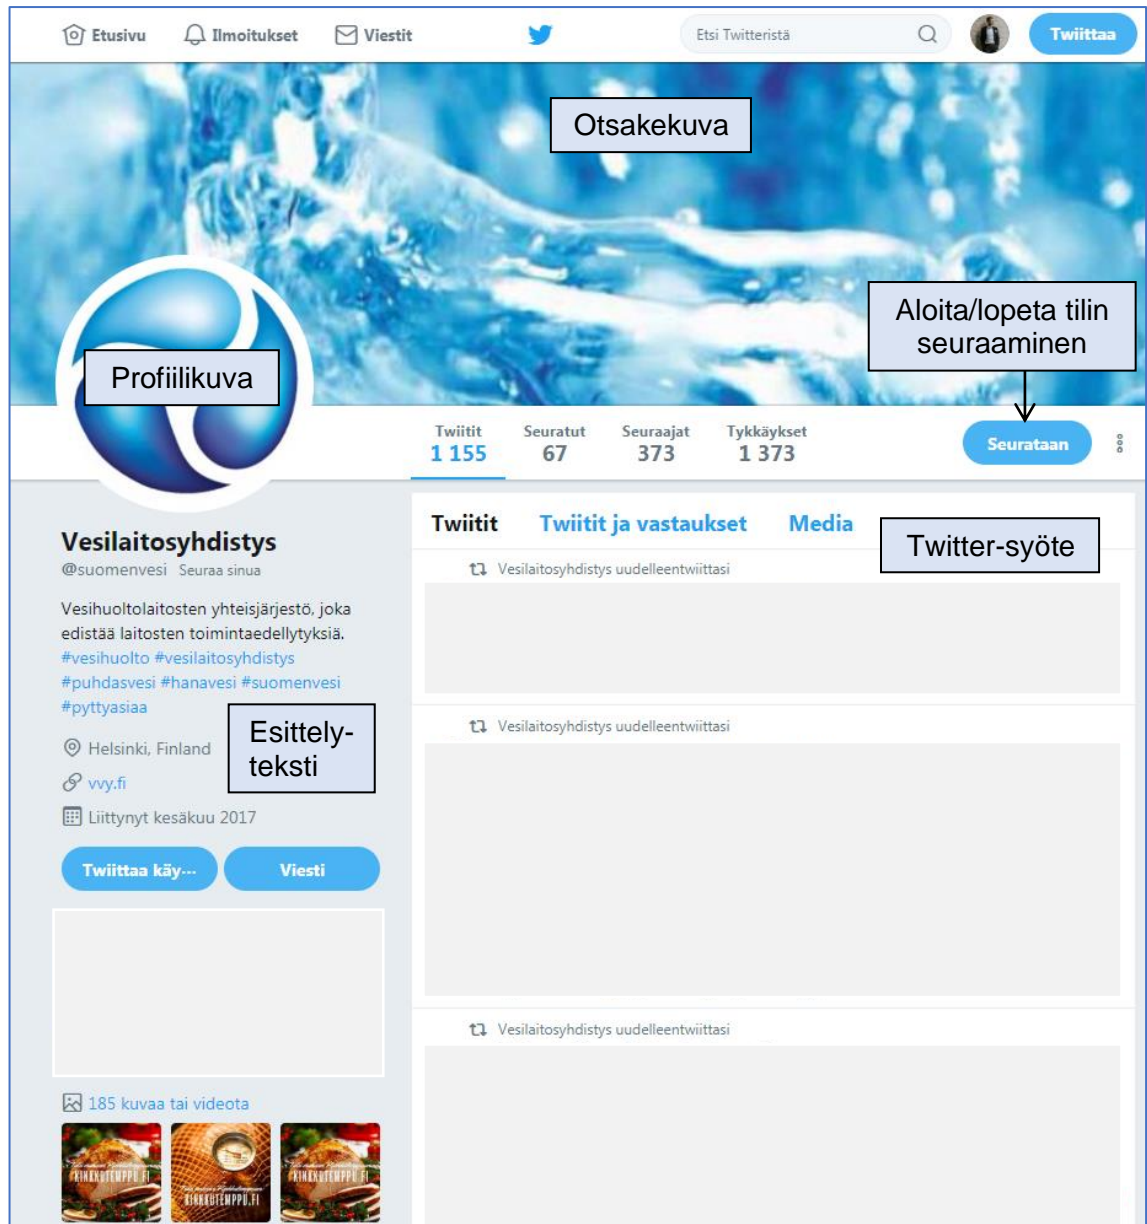 Etusivu
Ilmoitukset
Viestit
Etsi Twitteristä
Twiittaa
Otsakekuva
Aloita/lopeta tilin
seuraaminen
Profiilikuva
Twiitit
1 155
Seuratut
67
Seuraajat
373
Tykkäykset
1 373
Seurataan
Vesilaitosyhdistys
@suomenvesi Seuraa sinua
Vesihuoltolaitosten yhteisjärjestö, joka
edistää laitosten toimintaedellytyksiä.
#vesihuolto #vesilaitosyhdistys
#puhdasvesi #hanavesi #suomenvesi
#pyttyasiaa
Esittely-
teksti
Helsinki, Finland
vvy.fi
Liittynyt kesäkuu 2017
Twiittaa käy...
Viesti
185 kuvaa tai videota
KINKKUTEMPPU.FI
KINKKUTEMPPU.FI
KINKKUTEMPPU.FI
Twiitit Twiitit ja vastaukset Media
Twitter-syöte
Vesilaitosyhdistys uudelleentwiittasi
Vesilaitosyhdistys uudelleentwiittasi
Vesilaitosyhdistys uudelleentwiittasi